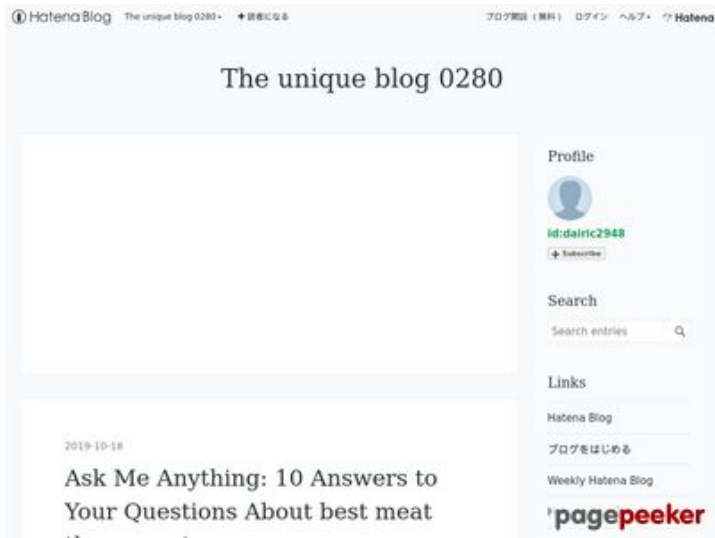 Hatena Blog The unique blog 0280 ▾ ✚読者になる ブログ開設（無料） ログイン ヘルプ▾ Hatena
The unique blog 0280
Profile
id:dairic2948
✚ Subscribe
Search
Search entries
Links
Hatena Blog
ブログをはじめる
Weekly Hatena Blog
pagepeeker
2019-10-18
Ask Me Anything: 10 Answers to
Your Questions About best meat